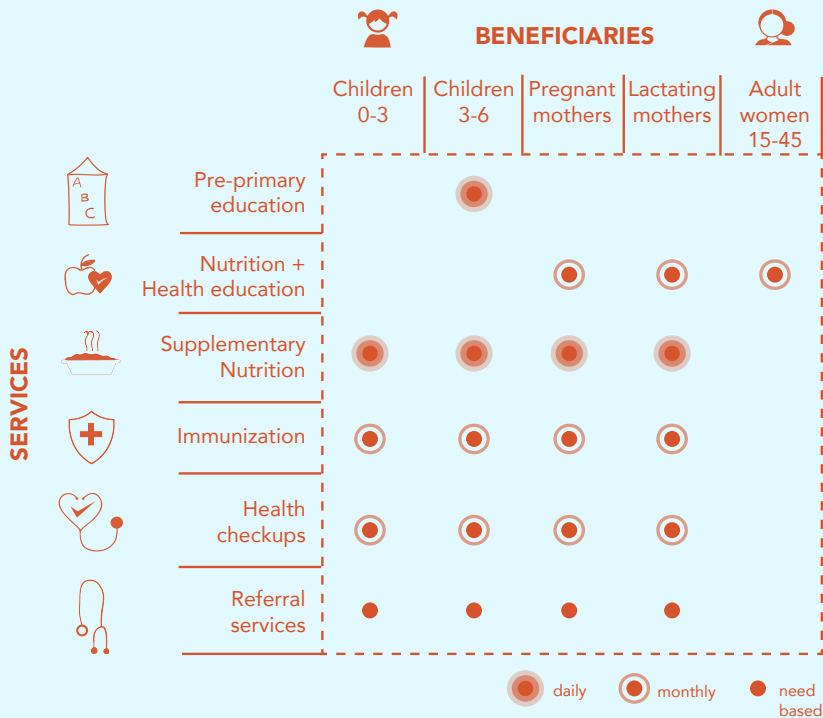 BENEFICIARIES
Children
0-3
Children
3-6
Pregnant
mothers
Lactating
mothers
Adult
women
15-45
SERVICES
A
B
C
Pre-primary
education
Nutrition +
Health education
Supplementary
Nutrition
Immunization
Health
checkups
Referral
services
daily
monthly
need
based